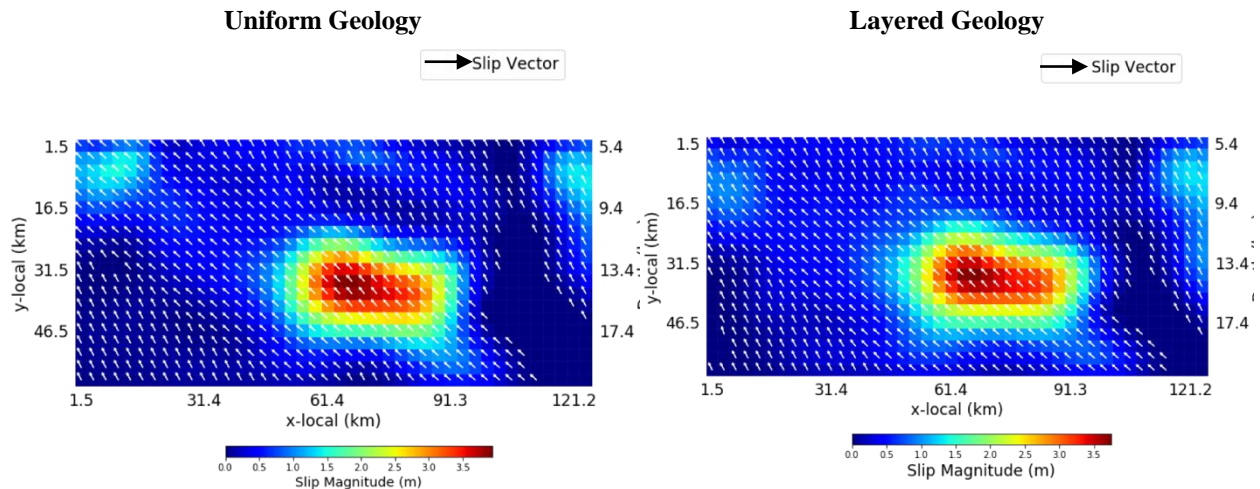 Uniform Geology
Slip Vector
1.5
16.5
31.5
46.5
y-local (km)
5.4
9.4
13.4
17.4
1.5 31.4 61.4 91.3 121.2
x-local (km)
0.0 0.5 1.0 1.5 2.0 2.5 3.0 3.5
Slip Magnitude (m)
Layered Geology
Slip Vector
1.5
16.5
31.5
46.5
y-local (km)
5.4
9.4
13.4
17.4
1.5 31.4 61.4 91.3 121.2
x-local (km)
0.0 0.5 1.0 1.5 2.0 2.5 3.0 3.5
Slip Magnitude (m)